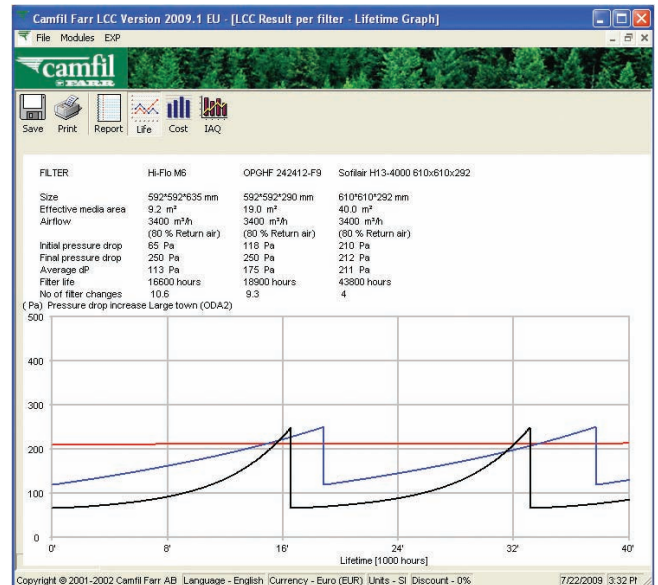 Camfil Farr LCC Version 2009.1 EU - [LCC Result per filter - Lifetime Graph]
File Modules EXP
camfil
FARR
Save Print Report Life Cost IAQ
FILTER Hi-Flo M6 OPGHF 242412-F9 Sofilair H13-4000 610x610x292
Size 592*592*635 mm 592*592*290 mm 610*610*292 mm
Effective media area 9.2 m² 19.0 m² 40.0 m²
Airflow 3400 m³/h 3400 m³/h 3400 m³/h
(80 % Return air) (80 % Return air) (80 % Return air)
Initial pressure drop 65 Pa 118 Pa 210 Pa
Final pressure drop 250 Pa 250 Pa 212 Pa
Average dP 113 Pa 175 Pa 211 Pa
Filter life 16600 hours 18900 hours 43800 hours
No of filter changes 10.6 9.3 4
( Pa) Pressure drop increase Large town (ODA2)
500
400
300
200
100
0
0' 8' 16' 24' 32' 40'
Lifetime [1000 hours]
Copyright © 2001-2002 Camfil Farr AB Language - English Currency - Euro (EUR) Units - SI Discount - 0% 7/22/2009 3:32 PM